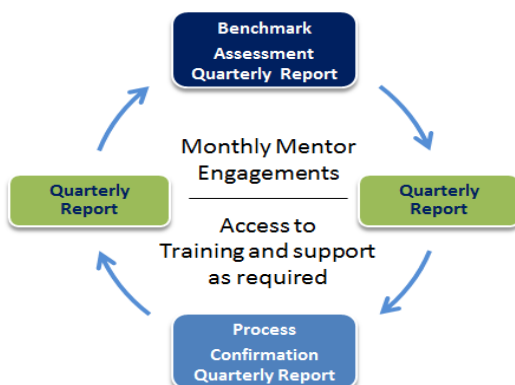 Benchmark
Assessment
Quarterly Report
Monthly Mentor
Engagements
Quarterly
Report
Quarterly
Report
Access to
Training and support
as required
Process
Confirmation
Quarterly Report